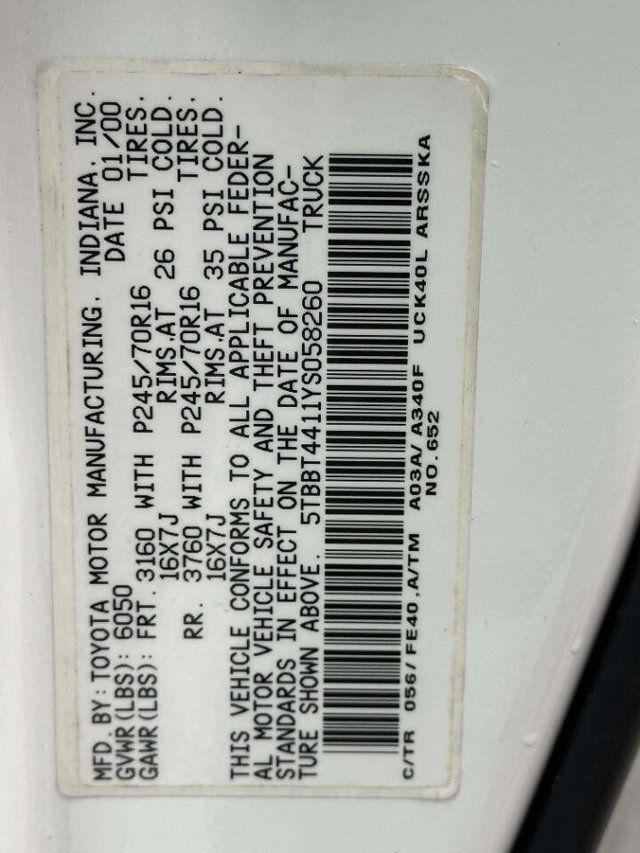 MFD. BY: TOYOTA MOTOR MANUFACTURING, INDIANA, INC.
GVWR(LBS): 6050 DATE 01/00
GAWR(LBS): FRT. 3160 WITH P245/70R16 TIRES.
16X7J RIMS.AT 26 PSI COLD.
RR. 3760 WITH P245/70R16 TIRES.
16X7J RIMS.AT 35 PSI COLD.
THIS VEHICLE CONFORMS TO ALL APPLICABLE FEDER-
AL MOTOR VEHICLE SAFETY AND THEFT PREVENTION
STANDARDS IN EFFECT ON THE DATE OF MANUFAC-
TURE SHOWN ABOVE. 5TBBT4411YS058260 TRUCK
C/TR 056/FE40,A/TM A03A/A340F UCK40L ARSSKA
NO.652